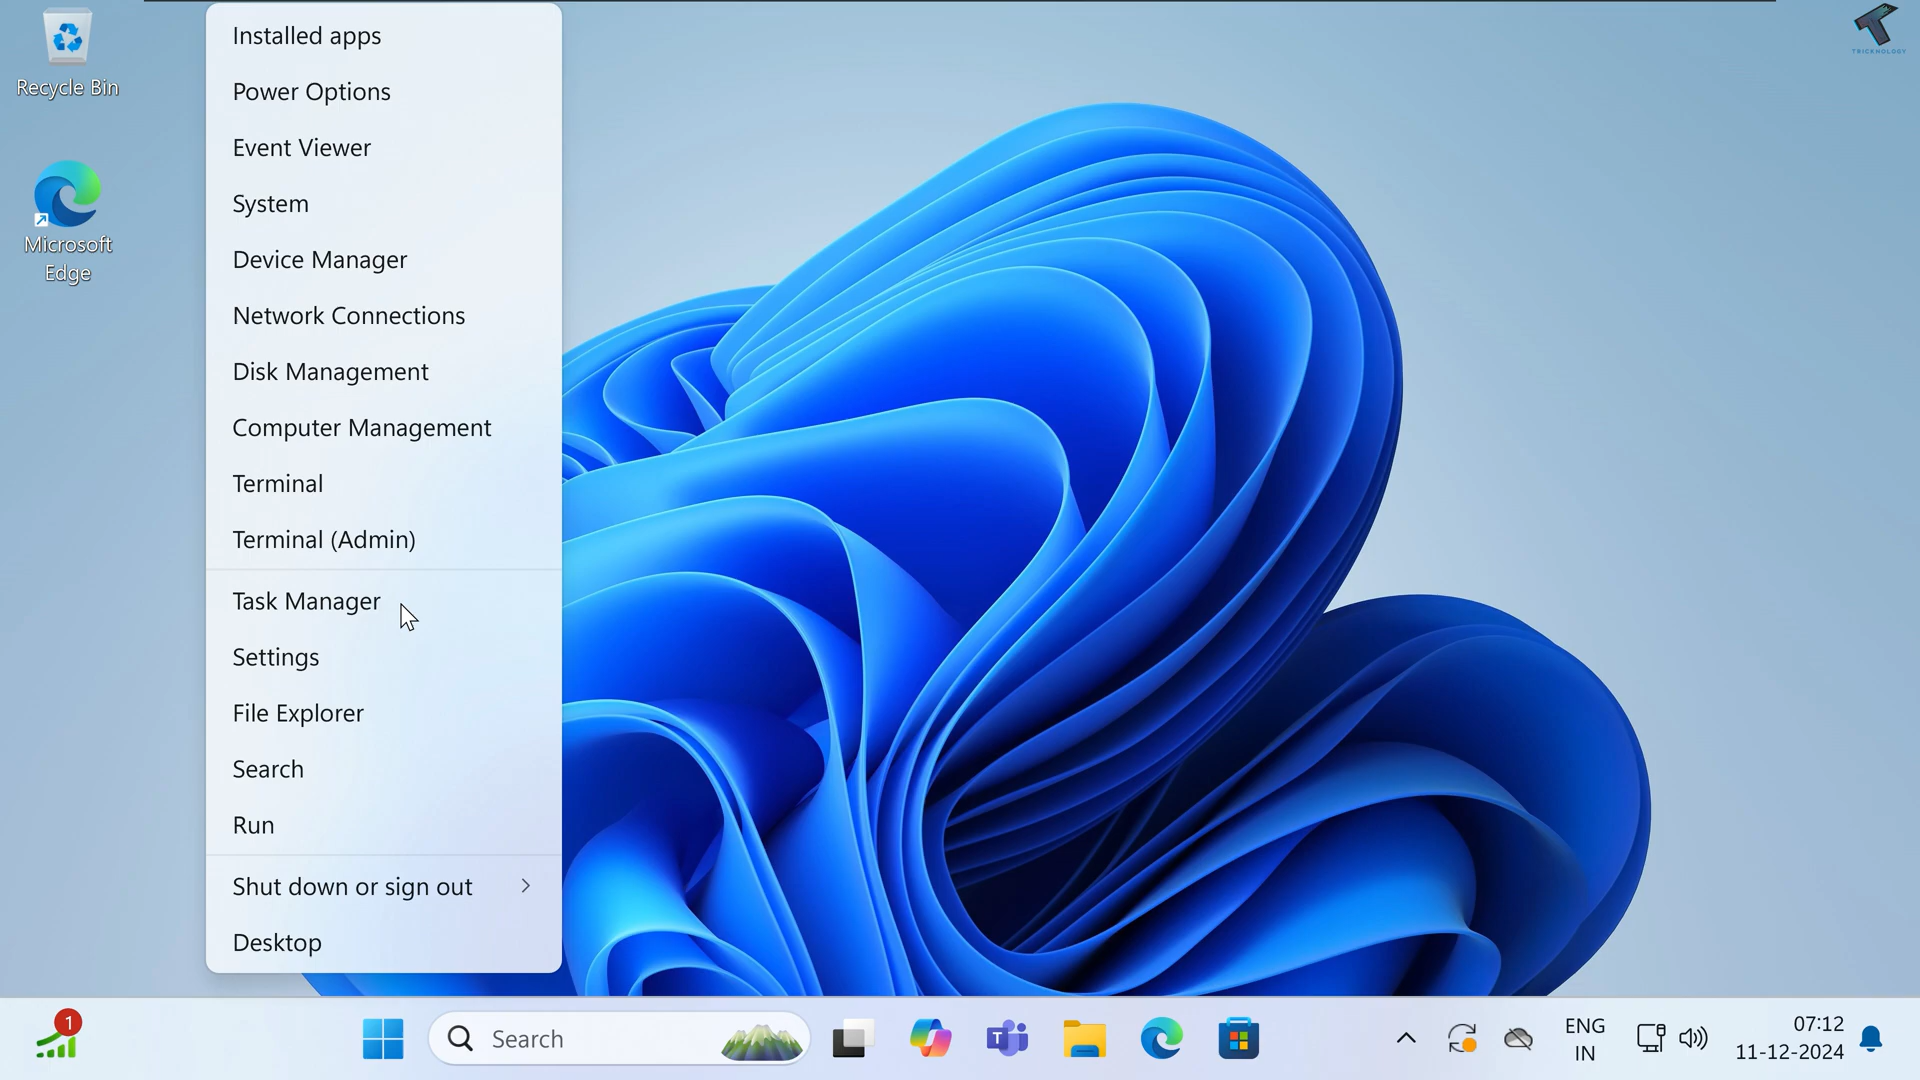 Recycle Bin
Microsoft
Edge
Installed apps
Power Options
Event Viewer
System
Device Manager
Network Connections
Disk Management
Computer Management
Terminal
Terminal (Admin)
Task Manager
Settings
File Explorer
Search
Run
Shut down or sign out
Desktop
TRICKNOLOGY
1
Search
T
ENG
IN
07:12
11-12-2024